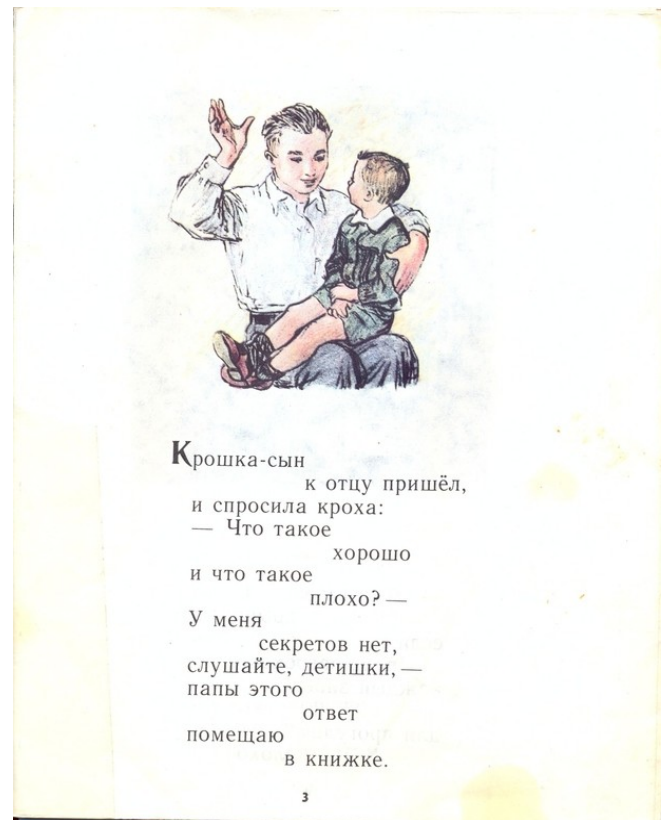 Крошка-сын
к отцу пришёл,
и спросила кроха:
— Что такое
хорошо
и что такое
плохо? —
У меня
секретов нет,
слушайте, детишки, —
папы этого
ответ
помещаю
в книжке.
3